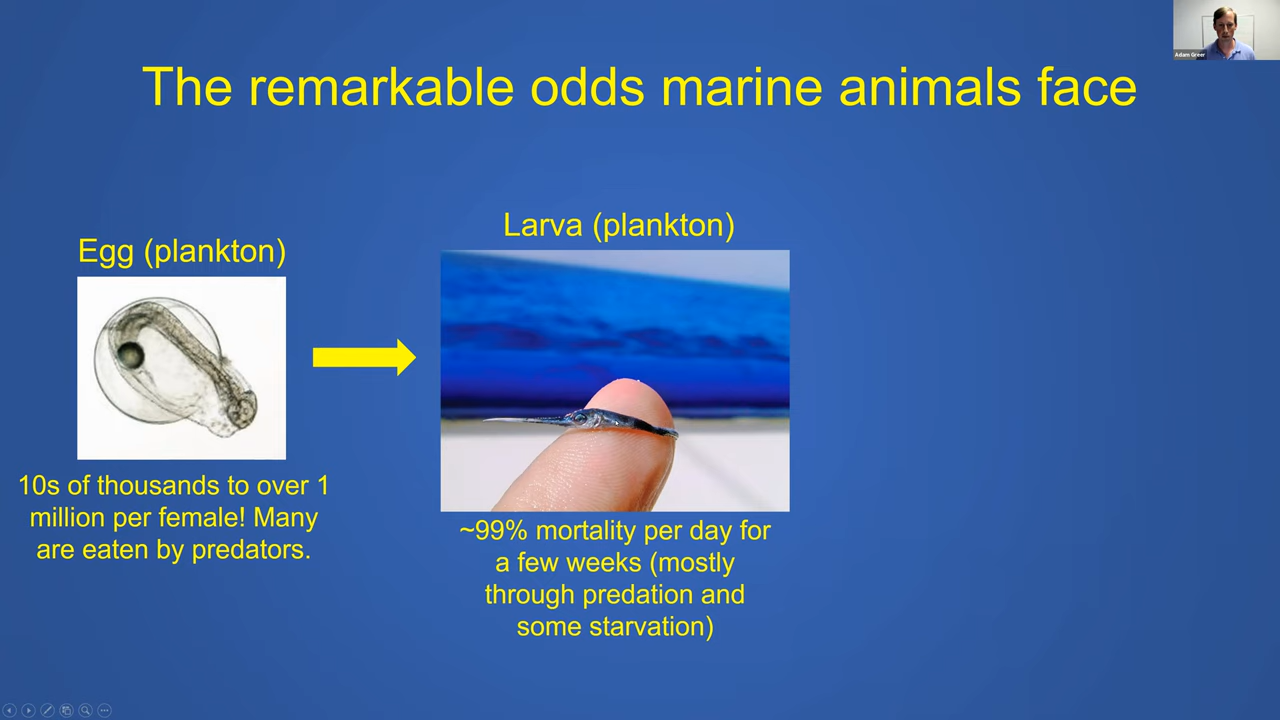 Adam Greer
The remarkable odds marine animals face
Egg (plankton)
10s of thousands to over 1
million per female! Many
are eaten by predators.
Larva (plankton)
~99% mortality per day for
a few weeks (mostly
through predation and
some starvation)